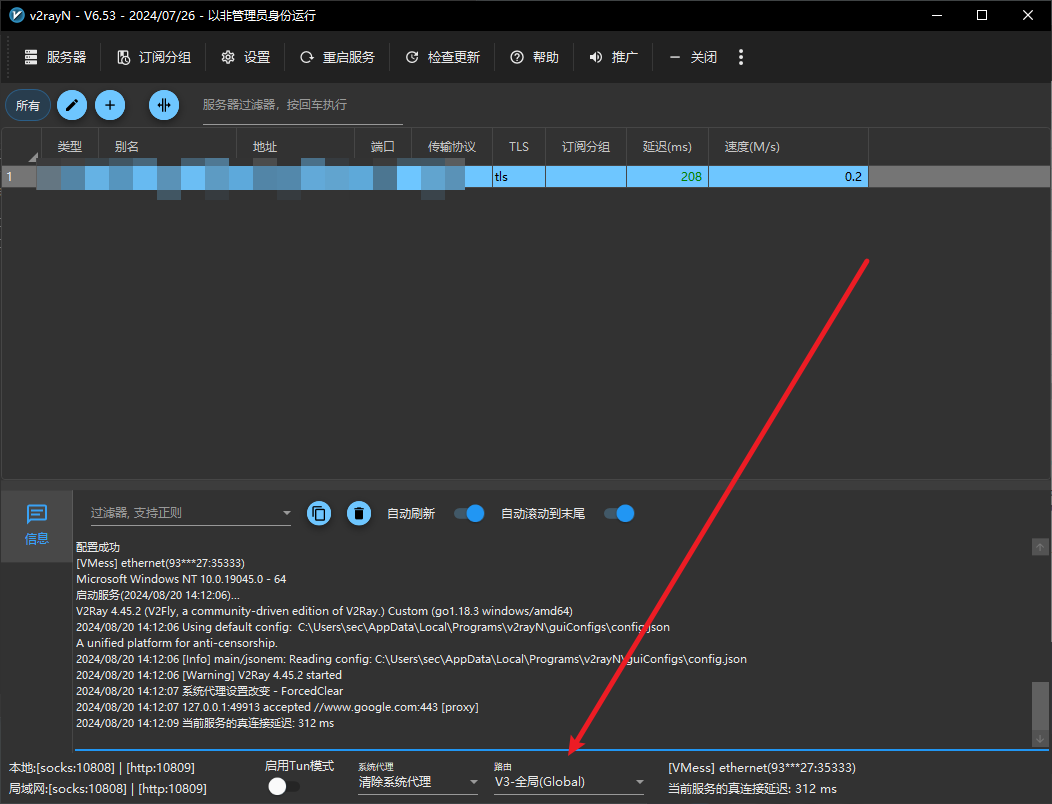 v2rayN - V6.53 - 2024/07/26 - 以非管理员身份运行
服务器 订阅分组 设置 重启服务 检查更新 帮助 推广 关闭
所有 服务器过滤器，按回车执行
类型 别名 地址 端口 传输协议 TLS 订阅分组 延迟(ms) 速度(M/s)
1 tls 208 0.2
信息
过滤器, 支持正则 自动刷新 自动滚动到末尾
配置成功
[VMess] ethernet(93***27:35333)
Microsoft Windows NT 10.0.19045.0 - 64
启动服务(2024/08/20 14:12:06)...
V2Ray 4.45.2 (V2Fly, a community-driven edition of V2Ray.) Custom (go1.18.3 windows/amd64)
2024/08/20 14:12:06 Using default config:  C:\Users\sec\AppData\Local\Programs\v2rayN\guiConfigs\config.json
A unified platform for anti-censorship.
2024/08/20 14:12:06 [Info] main/jsonem: Reading config: C:\Users\sec\AppData\Local\Programs\v2rayN\guiConfigs\config.json
2024/08/20 14:12:06 [Warning] V2Ray 4.45.2 started
2024/08/20 14:12:07 系统代理设置改变 - ForcedClear
2024/08/20 14:12:07 127.0.0.1:49913 accepted //www.google.com:443 [proxy]
2024/08/20 14:12:09 当前服务的真连接延迟: 312 ms
本地:[socks:10808] | [http:10809]
局域网:[socks:10808] | [http:10809]
启用Tun模式
系统代理
清除系统代理
路由
V3-全局(Global)
[VMess] ethernet(93***27:35333)
当前服务的真连接延迟: 312 ms